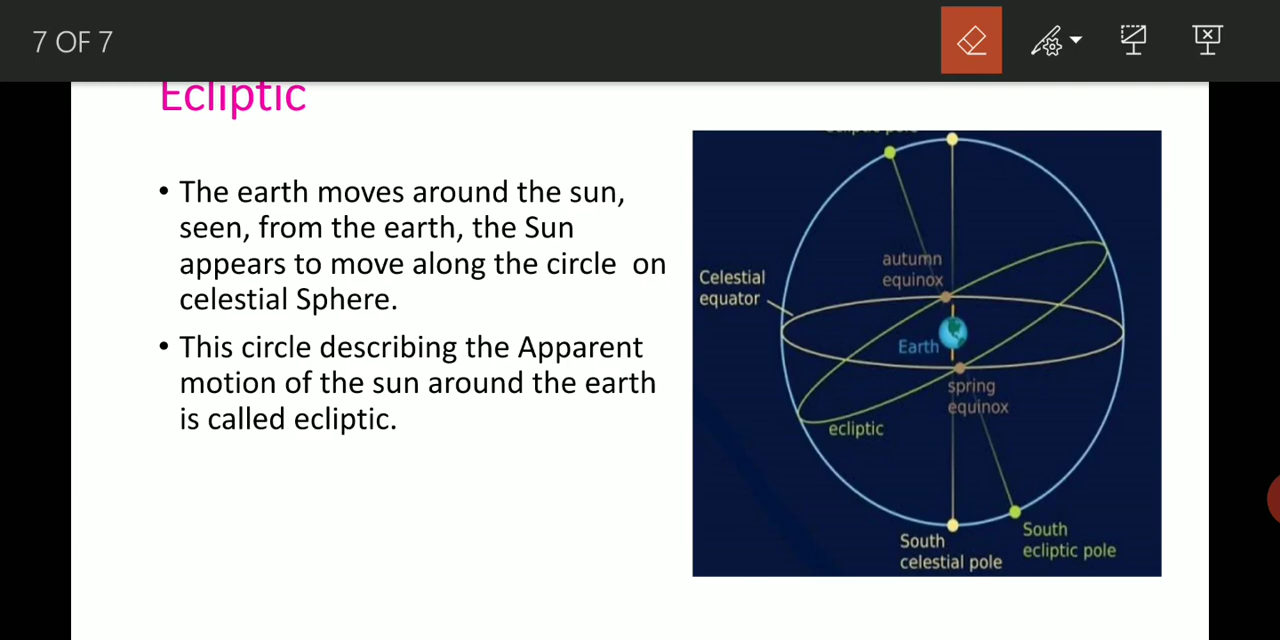 7 OF 7
Ecliptic
• The earth moves around the sun,
seen, from the earth, the Sun
appears to move along the circle on
celestial Sphere.
• This circle describing the Apparent
motion of the sun around the earth
is called ecliptic.
autumn
equinox
Celestial
equator
Earth
spring
equinox
ecliptic
South
celestial pole
South
ecliptic pole